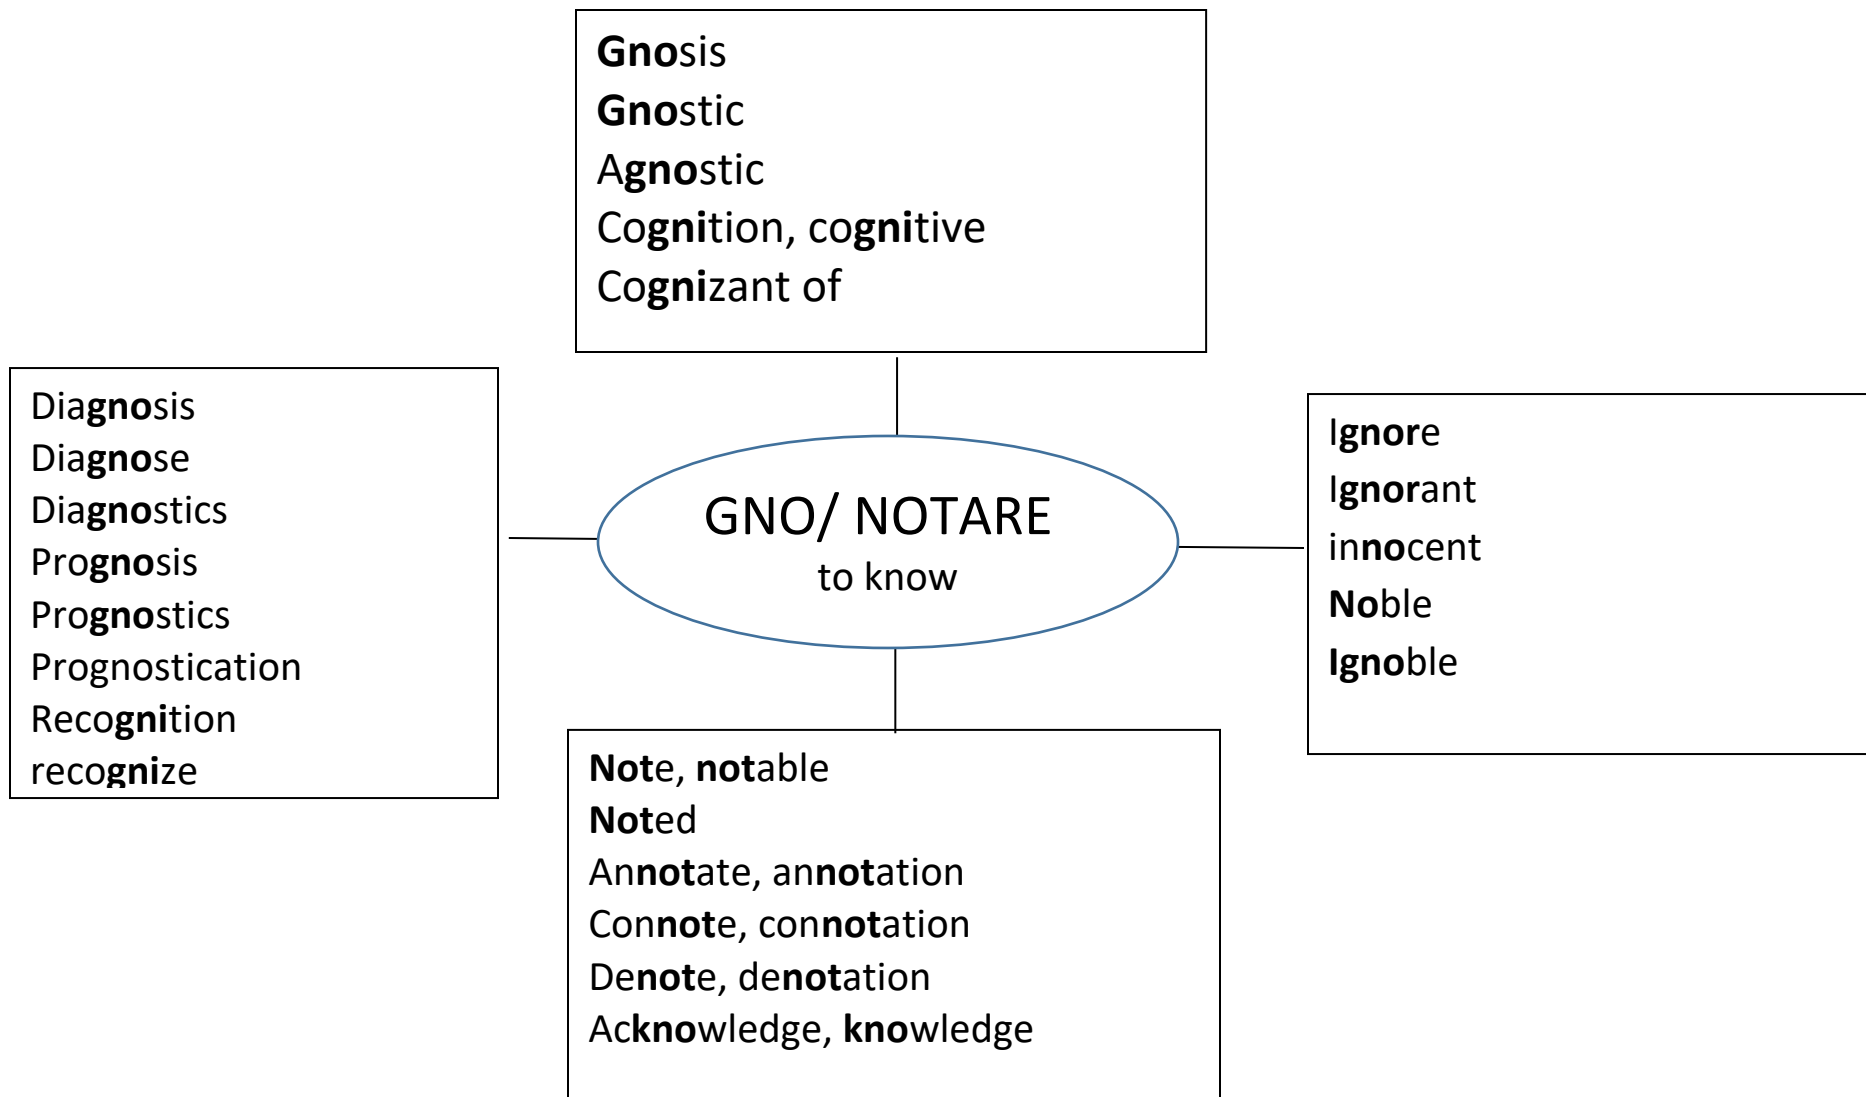 Gnosis
Gnostic
Agnostic
Cognition, cognitive
Cognizant of
Diagnosis
Diagnose
Diagnostics
Prognosis
Prognostics
Prognostication
Recognition
recognize
GNO/ NOTARE
to know
Ignore
Ignorant
innocent
Noble
Ignoble
Note, notable
Noted
Annotate, annotation
Connote, connotation
Denote, denotation
Acknowledge, knowledge